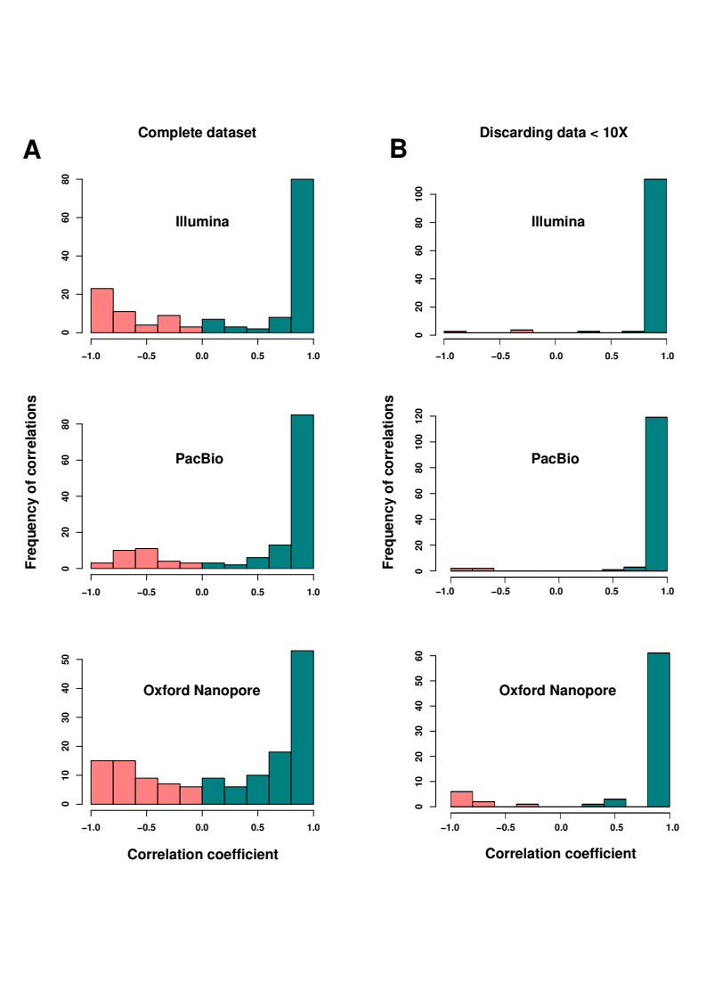 A
Complete dataset
Illumina
0 20 40 60 80
−1.0 −0.5 0.0 0.5 1.0
PacBio
0 20 40 60 80
−1.0 −0.5 0.0 0.5 1.0
Frequency of correlations
Oxford Nanopore
0 10 20 30 40 50
−1.0 −0.5 0.0 0.5 1.0
Correlation coefficient
B
Discarding data < 10X
Illumina
0 20 40 60 80 100
−1.0 −0.5 0.0 0.5 1.0
PacBio
0 20 40 60 80 100 120
−1.0 −0.5 0.0 0.5 1.0
Frequency of correlations
Oxford Nanopore
0 10 20 30 40 50 60
−1.0 −0.5 0.0 0.5 1.0
Correlation coefficient